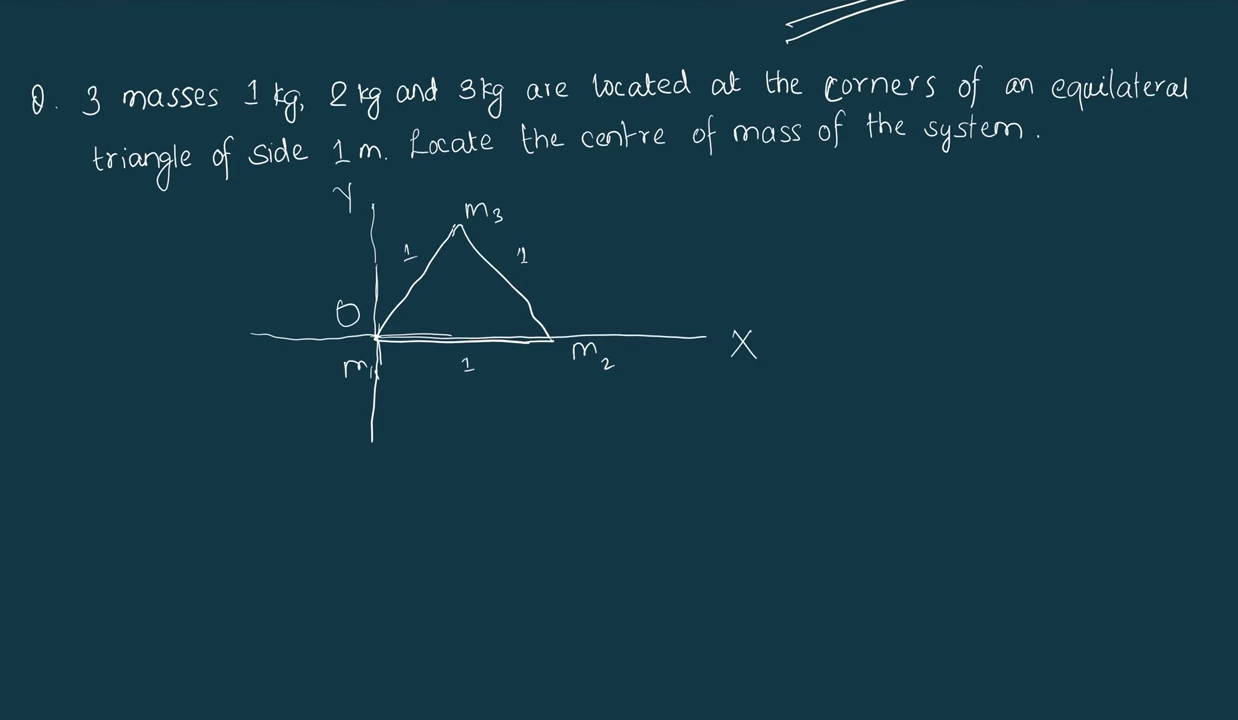 Q. 3 masses 1 kg, 2 kg and 3 kg are located at the corners of an equilateral
triangle of side 1 m. Locate the centre of mass of the system.
Y
m3
1 1
O
X
m1 1 m2